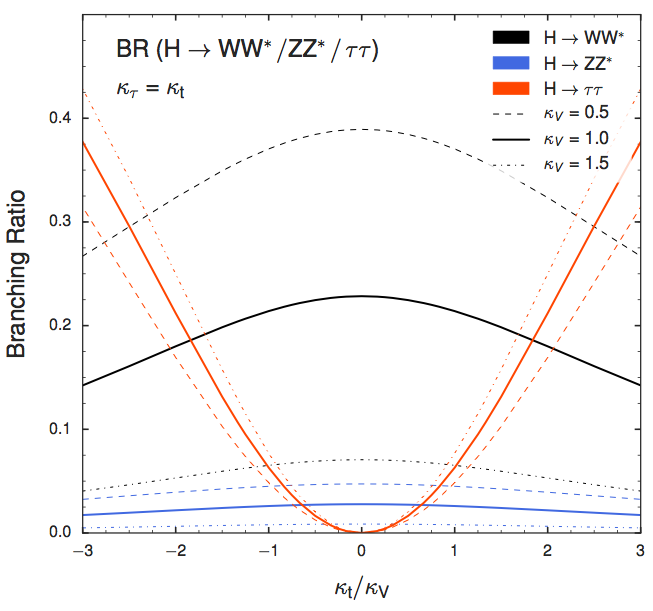 BR (H → WW* / ZZ* / ττ)
κτ = κt
H → WW*
H → ZZ*
H → ττ
κV = 0.5
κV = 1.0
κV = 1.5
Branching Ratio
0.4
0.3
0.2
0.1
0.0
−3 −2 −1 0 1 2 3
κt/κV